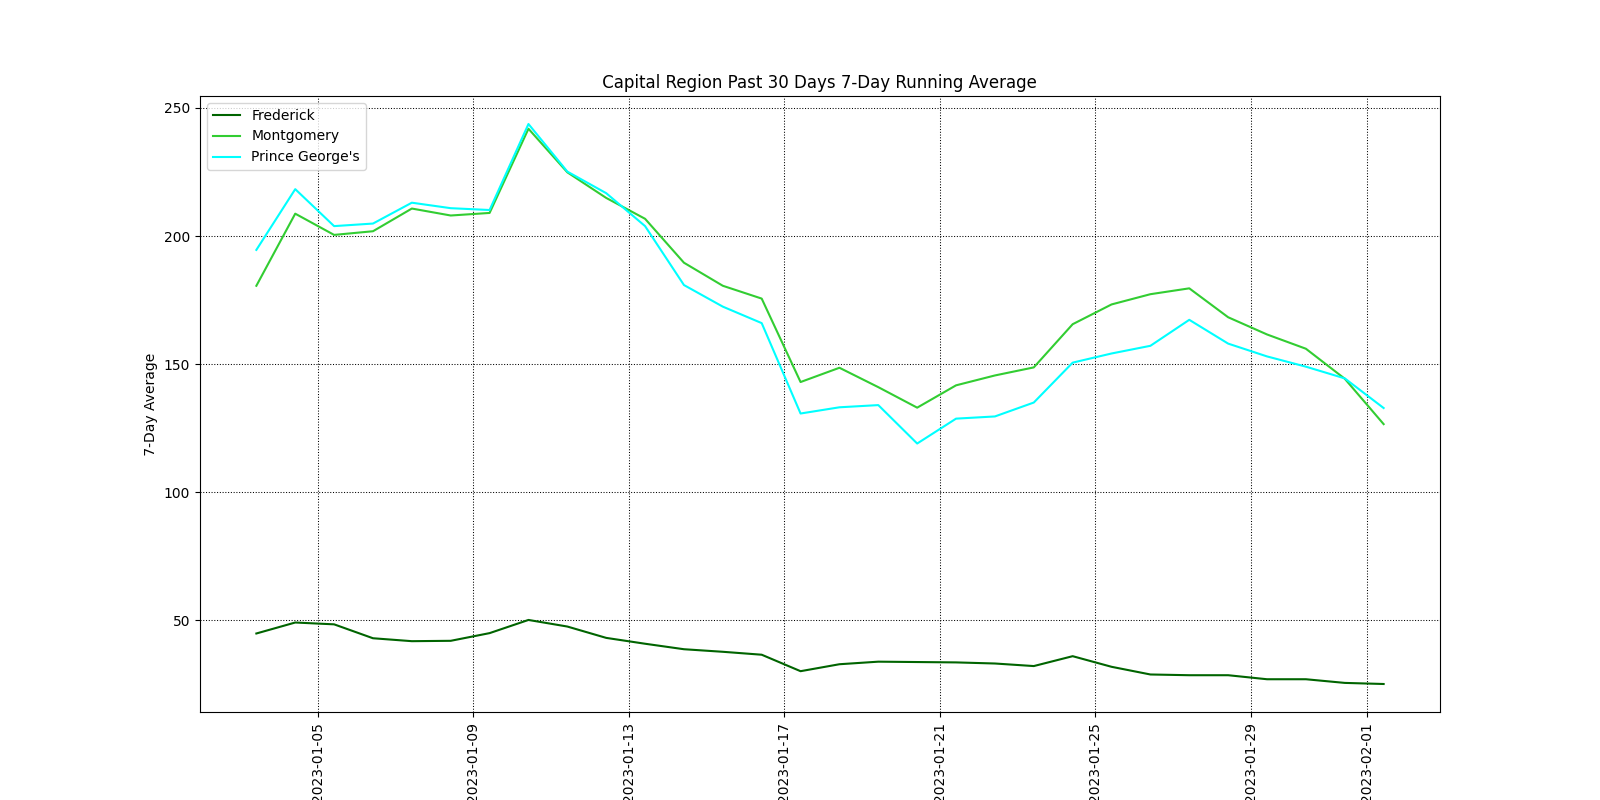 Capital Region Past 30 Days 7-Day Running Average
Frederick
Montgomery
Prince George's
7-Day Average
250
200
150
100
50
2023-01-05
2023-01-09
2023-01-13
2023-01-17
2023-01-21
2023-01-25
2023-01-29
2023-02-01